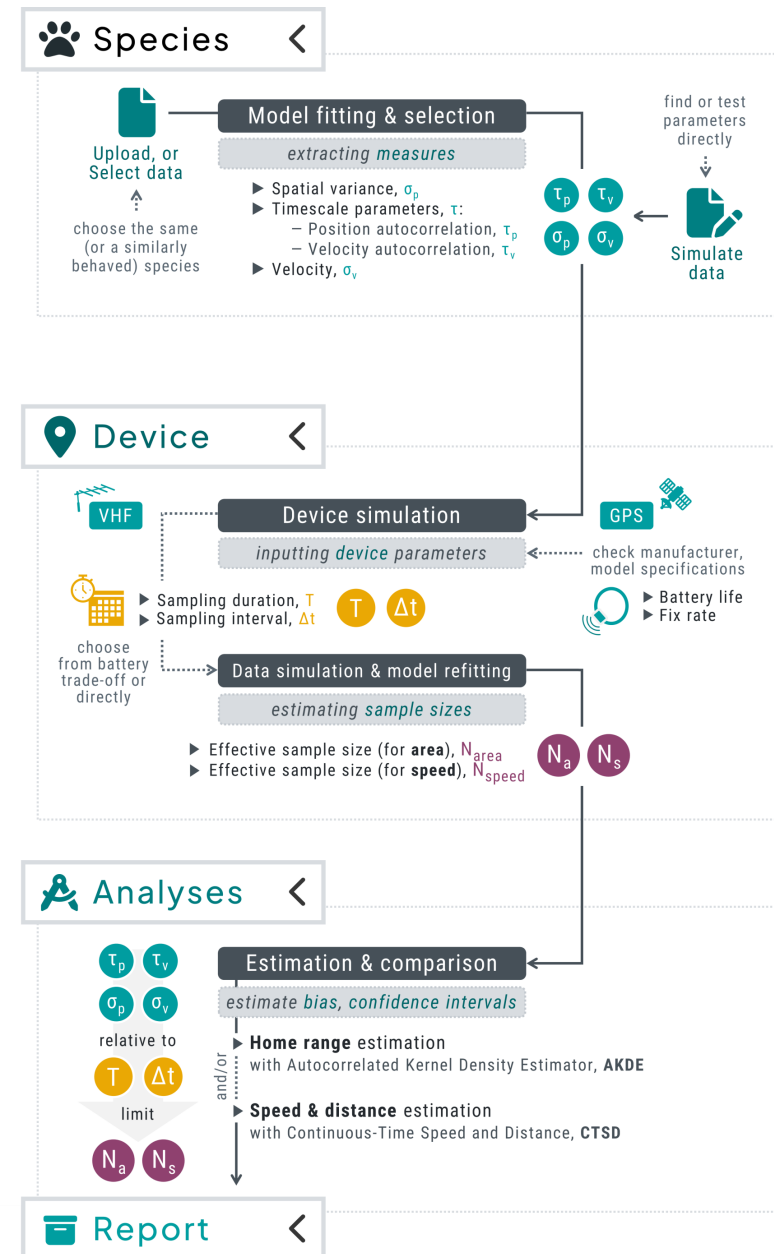 Species
Model fitting & selection
extracting measures
Upload, or
Select data
choose the same
(or a similarly
behaved) species
▶ Spatial variance, σp
▶ Timescale parameters, τ:
– Position autocorrelation, τp
– Velocity autocorrelation, τv
▶ Velocity, σv
τp τv
σp σv
find or test
parameters
directly
Simulate
data
Device
VHF
Device simulation
inputting device parameters
GPS
check manufacturer,
model specifications
▶ Battery life
▶ Fix rate
▶ Sampling duration, T
▶ Sampling interval, Δt
T Δt
choose
from battery
trade-off or
directly
Data simulation & model refitting
estimating sample sizes
▶ Effective sample size (for area), Narea
▶ Effective sample size (for speed), Nspeed
Na Ns
Analyses
τp τv
σp σv
relative to
T Δt
limit
Na Ns
Estimation & comparison
estimate bias, confidence intervals
and/or
▶ Home range estimation
with Autocorrelated Kernel Density Estimator, AKDE
▶ Speed & distance estimation
with Continuous-Time Speed and Distance, CTSD
Report